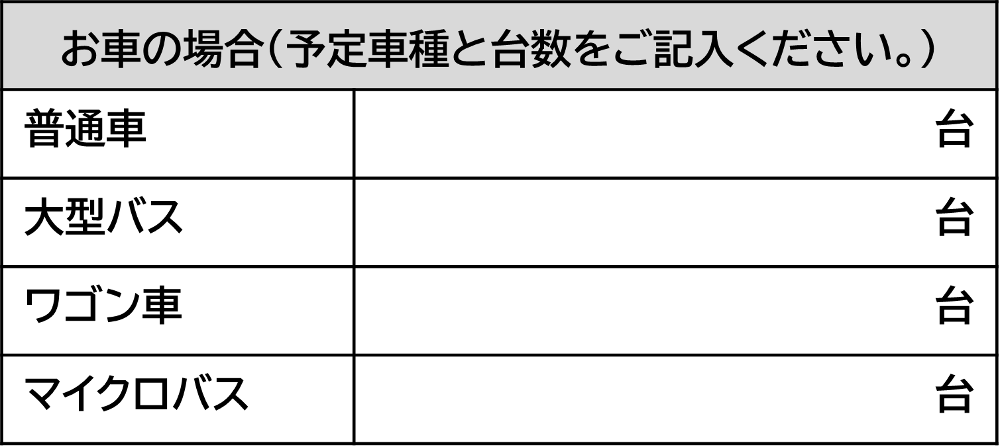 お車の場合(予定車種と台数をご記入ください。)
普通車 台
大型バス 台
ワゴン車 台
マイクロバス 台